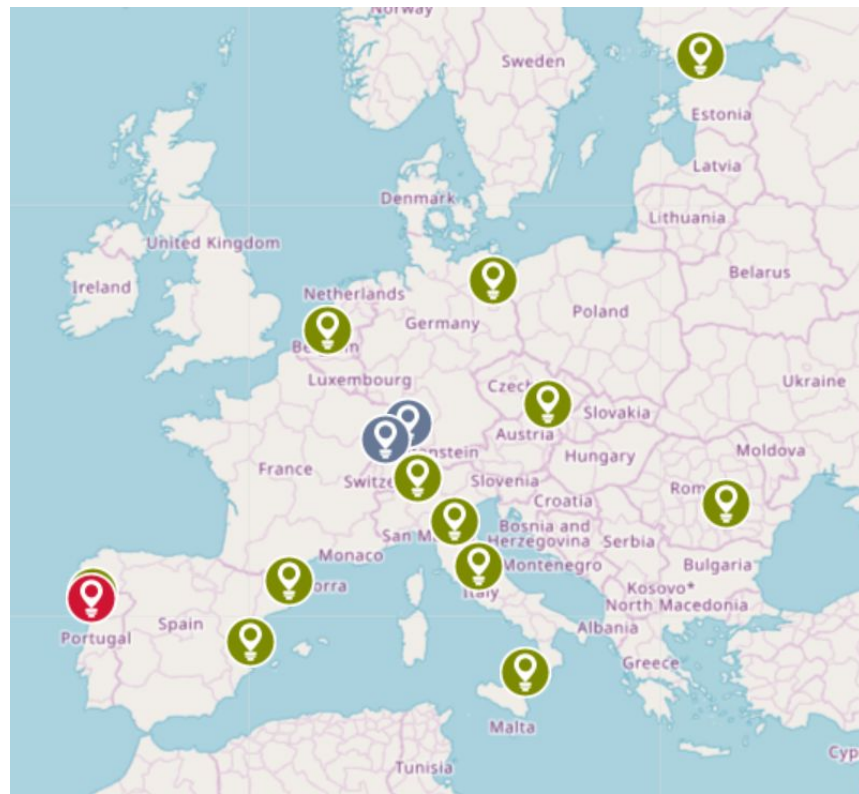 Norway
Sweden
Estonia
Latvia
Denmark
Lithuania
United Kingdom
Ireland
Belarus
Netherlands
Poland
Germany
Luxembourg
Ukraine
Slovakia
Austria
Moldova
France
Hungary
Slovenia
Croatia
Bosnia and
Herzegovina
Serbia
Monaco
Montenegro
Bulgaria
Kosovo*
North Macedonia
Spain
Portugal
Albania
Greece
Malta
Tunisia